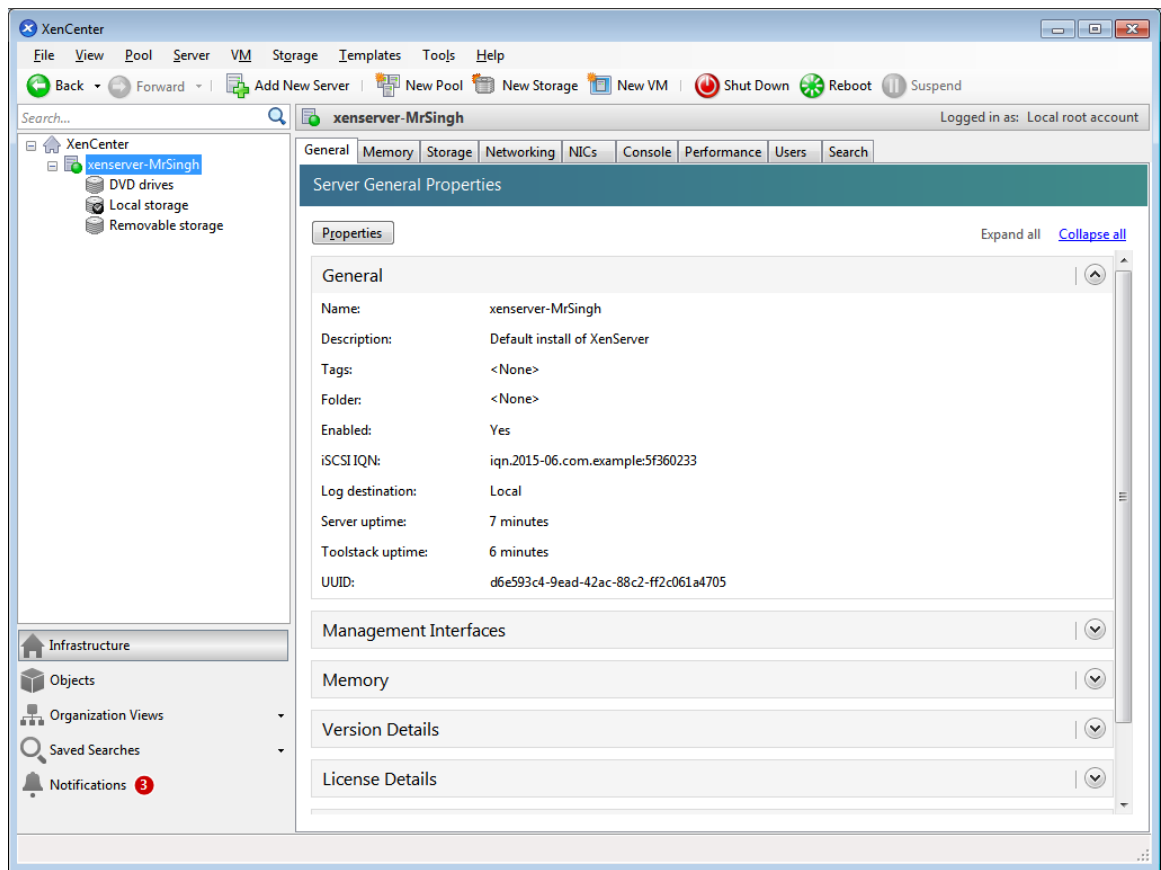 XenCenter
File View Pool Server VM Storage Templates Tools Help
Back Forward Add New Server New Pool New Storage New VM Shut Down Reboot Suspend
Search...
xenserver-MrSingh Logged in as: Local root account
XenCenter
xenserver-MrSingh
DVD drives
Local storage
Removable storage
Infrastructure
Objects
Organization Views
Saved Searches
Notifications 3
General Memory Storage Networking NICs Console Performance Users Search
Server General Properties
Properties Expand all Collapse all
General
Name: xenserver-MrSingh
Description: Default install of XenServer
Tags: <None>
Folder: <None>
Enabled: Yes
iSCSI IQN: iqn.2015-06.com.example:5f360233
Log destination: Local
Server uptime: 7 minutes
Toolstack uptime: 6 minutes
UUID: d6e593c4-9ead-42ac-88c2-ff2c061a4705
Management Interfaces
Memory
Version Details
License Details